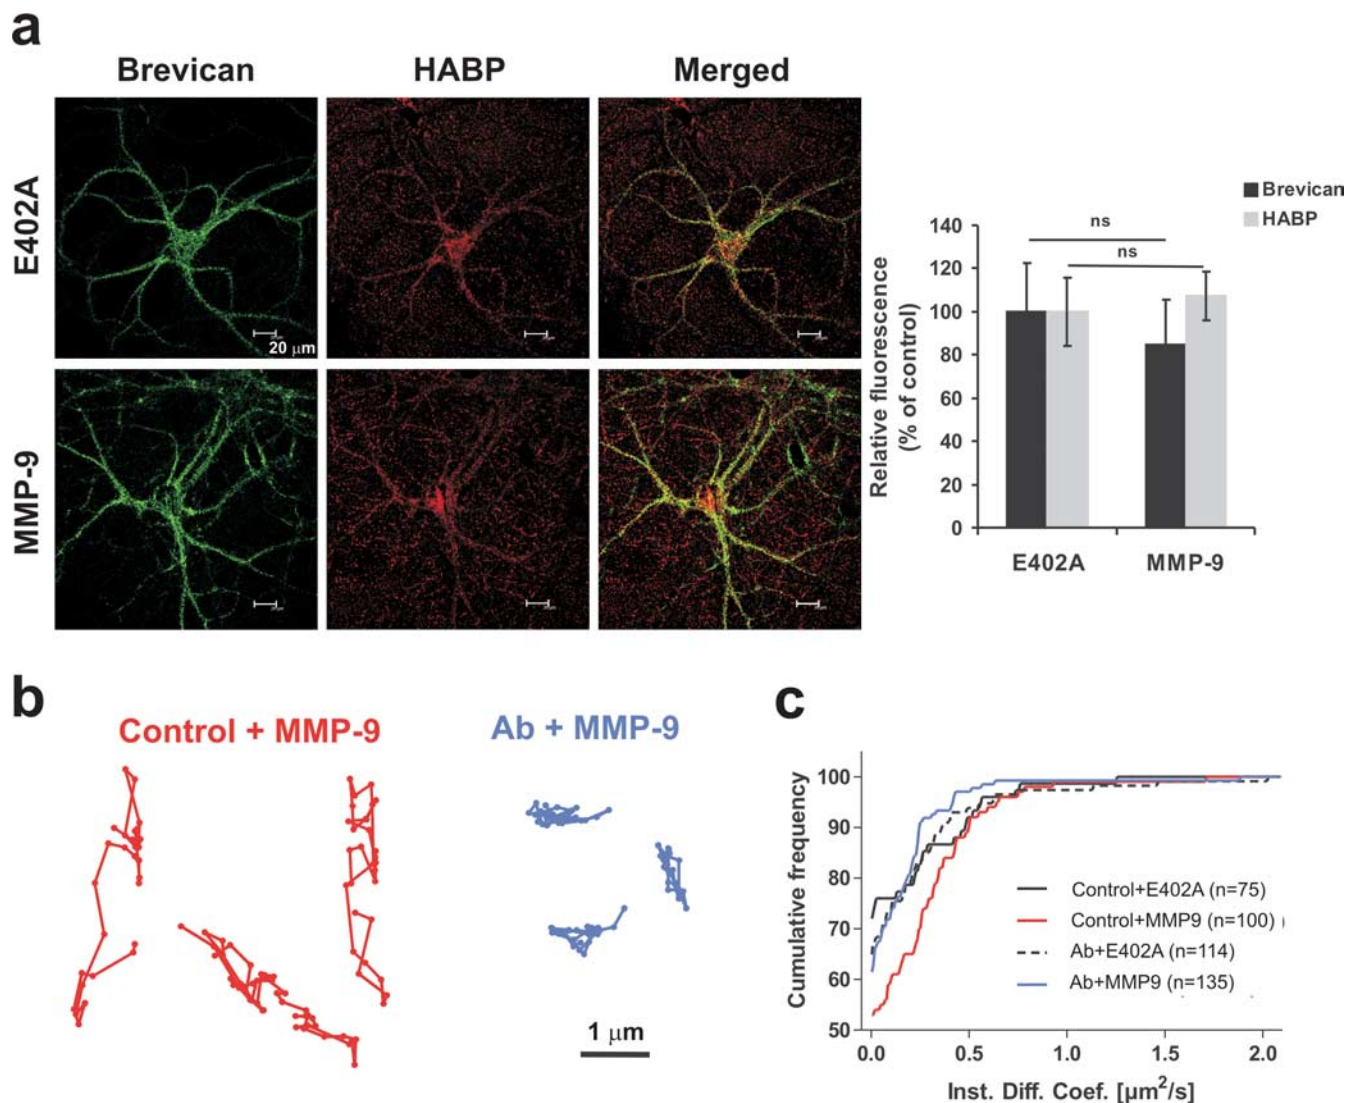 a
Brevican HABP Merged
E402A
20 μm
MMP-9
Brevican
HABP
Relative fluorescence
(% of control)
140
120
100
80
60
40
20
0
ns
ns
E402A MMP-9
b
Control + MMP-9 Ab + MMP-9
1 μm
c
Cumulative frequency
100
90
80
70
60
50
Control+E402A (n=75)
Control+MMP9 (n=100)
Ab+E402A (n=114)
Ab+MMP9 (n=135)
0.0 0.5 1.0 1.5 2.0
Inst. Diff. Coef. [μm²/s]